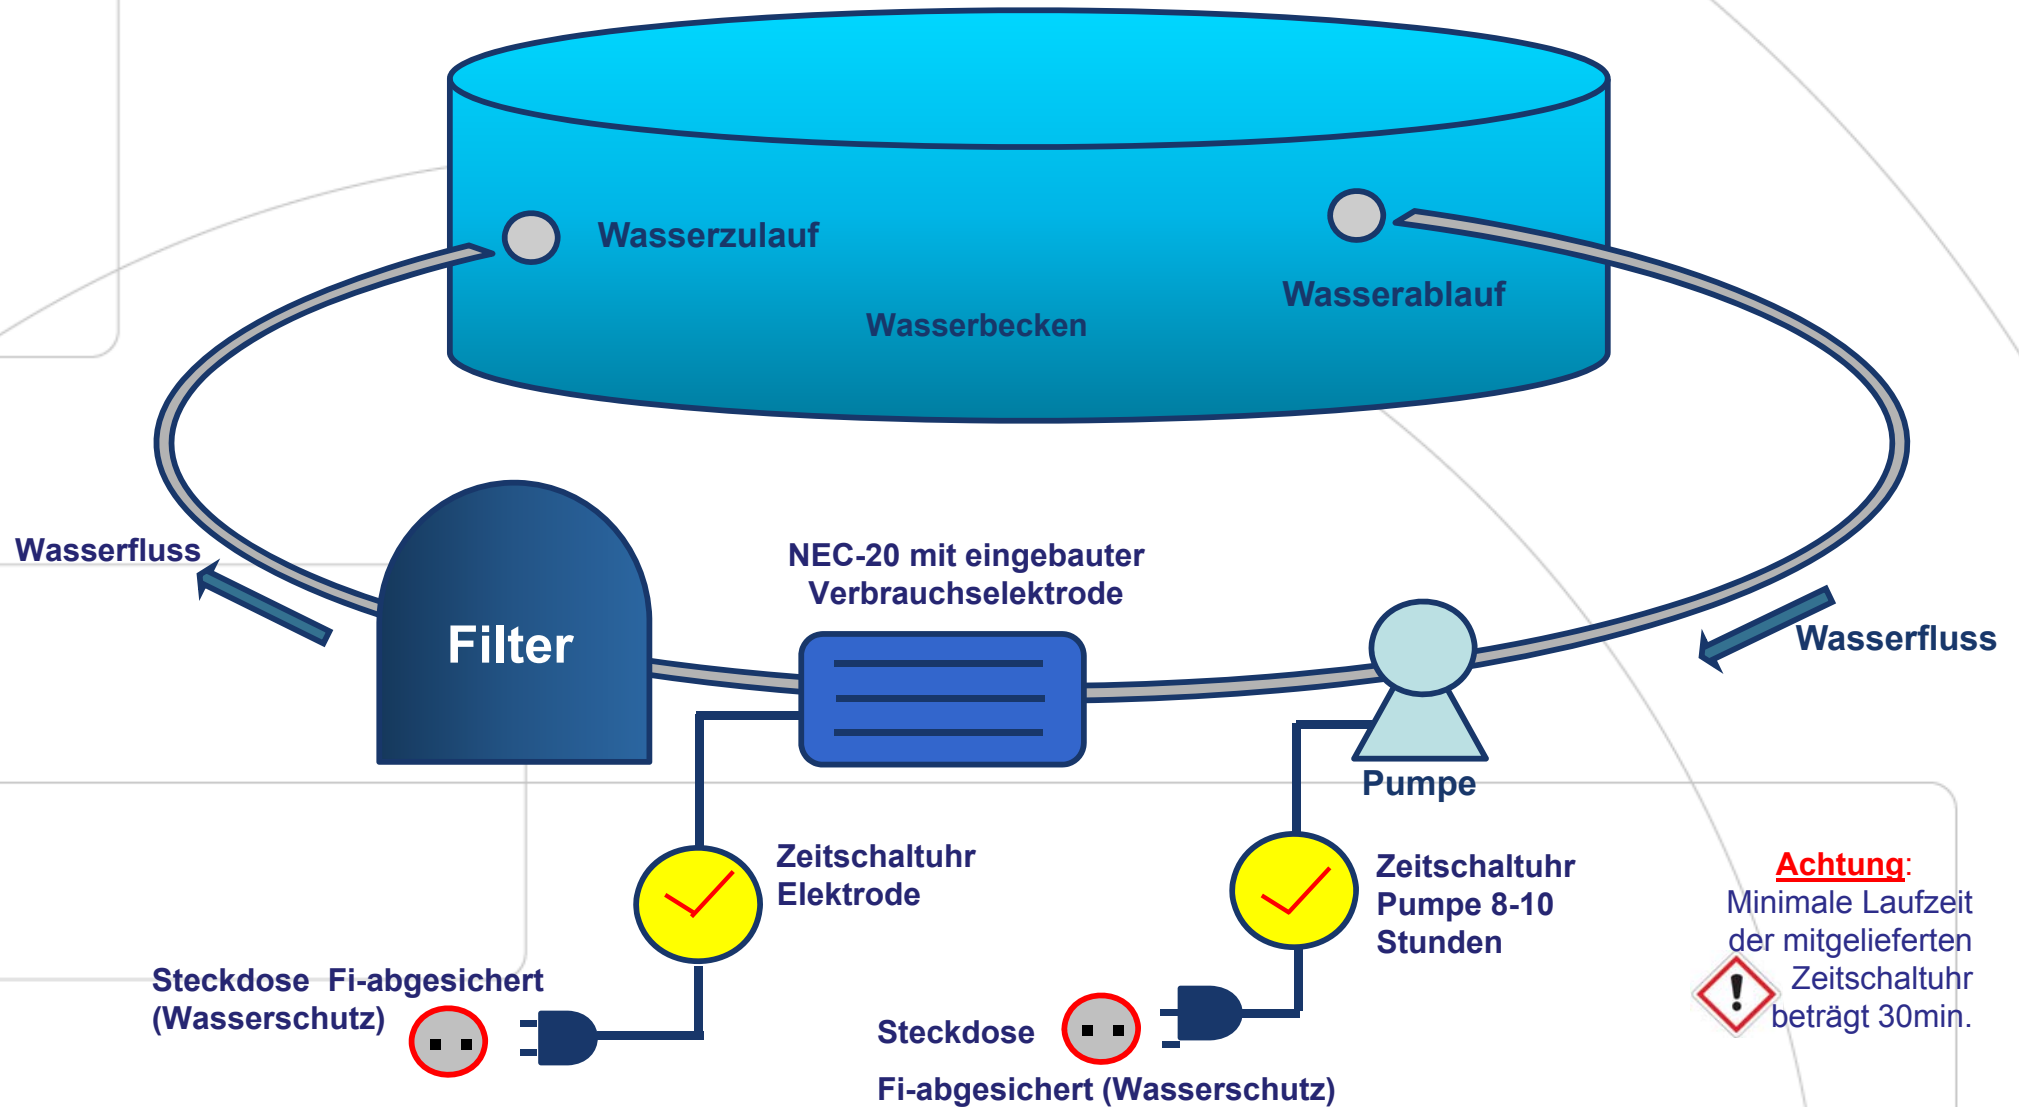 Wasserzulauf
Wasserablauf
Wasserbecken
Wasserfluss
NEC-20 mit eingebauter
Verbrauchselektrode
Filter
Wasserfluss
Pumpe
Zeitschaltuhr
Elektrode
Zeitschaltuhr
Pumpe 8-10
Stunden
Achtung:
Minimale Laufzeit
der mitgelieferten
Zeitschaltuhr
beträgt 30min.
Steckdose Fi-abgesichert
(Wasserschutz)
Steckdose
Fi-abgesichert (Wasserschutz)